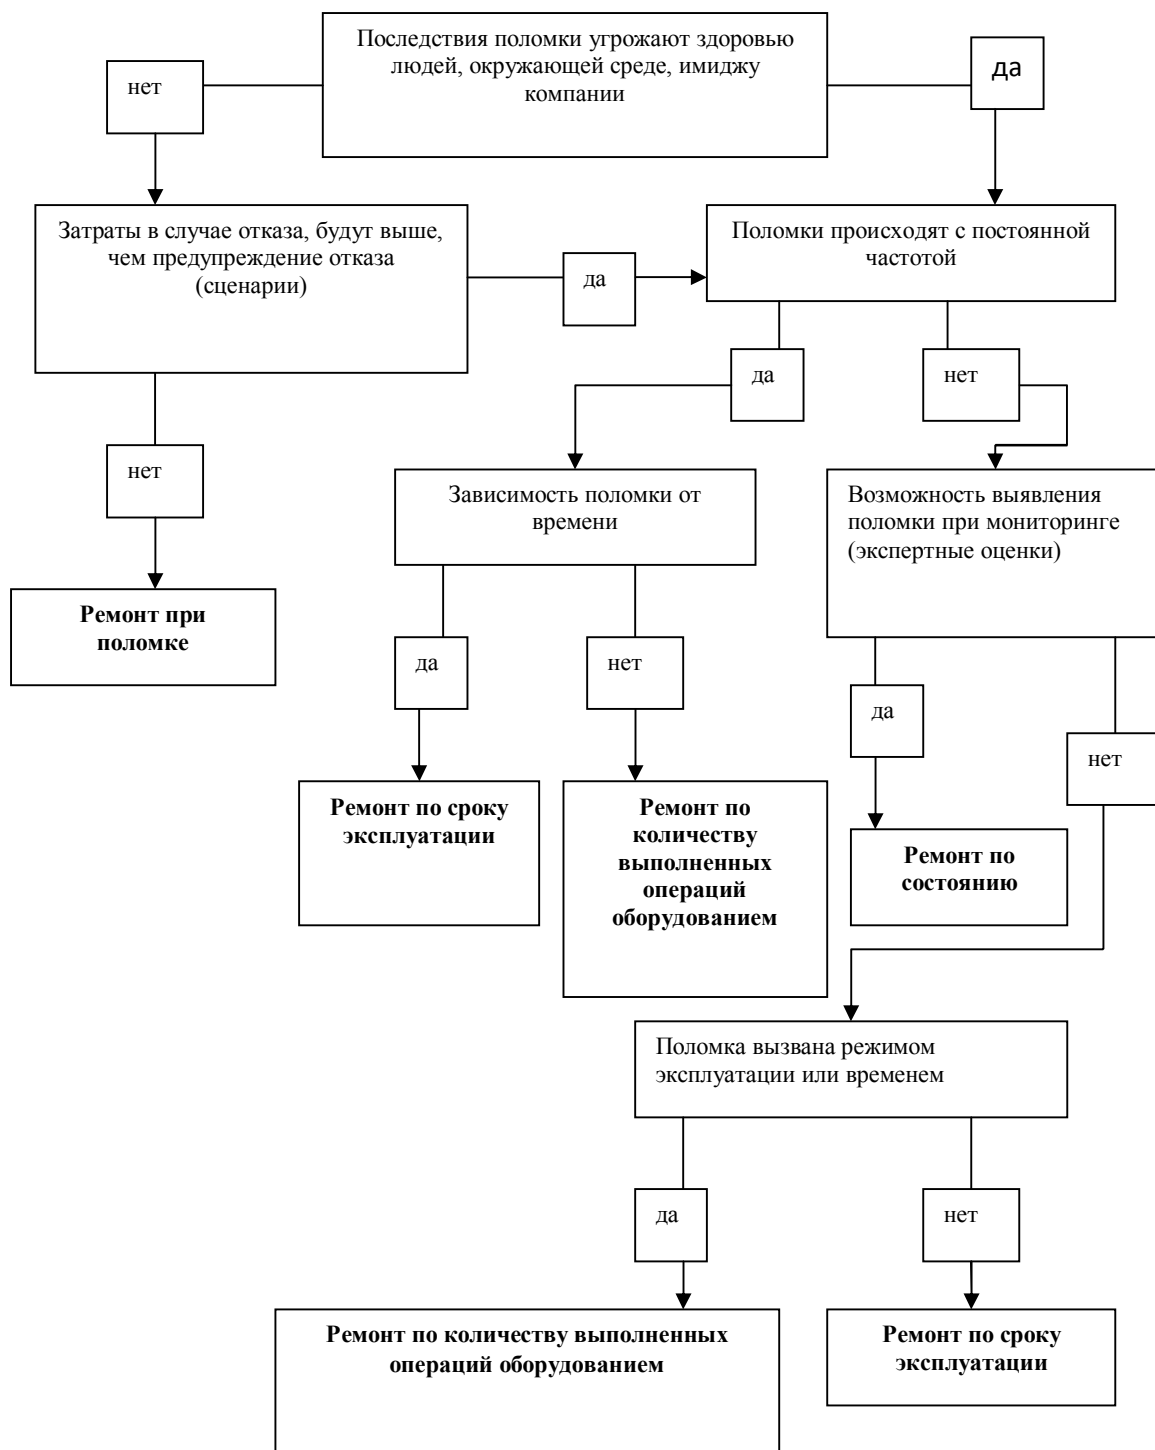 Последствия поломки угрожают здоровью
людей, окружающей среде, имиджу
компании
нет
да
Затраты в случае отказа, будут выше,
чем предупреждение отказа
(сценарии)
да
Поломки происходят с постоянной
частотой
да
нет
нет
Зависимость поломки от
времени
Возможность выявления
поломки при мониторинге
(экспертные оценки)
Ремонт при
поломке
да
нет
да
нет
Ремонт по сроку
эксплуатации
Ремонт по
количеству
выполненных
операций
оборудованием
Ремонт по
состоянию
Поломка вызвана режимом
эксплуатации или временем
да
нет
Ремонт по количеству выполненных
операций оборудованием
Ремонт по сроку
эксплуатации